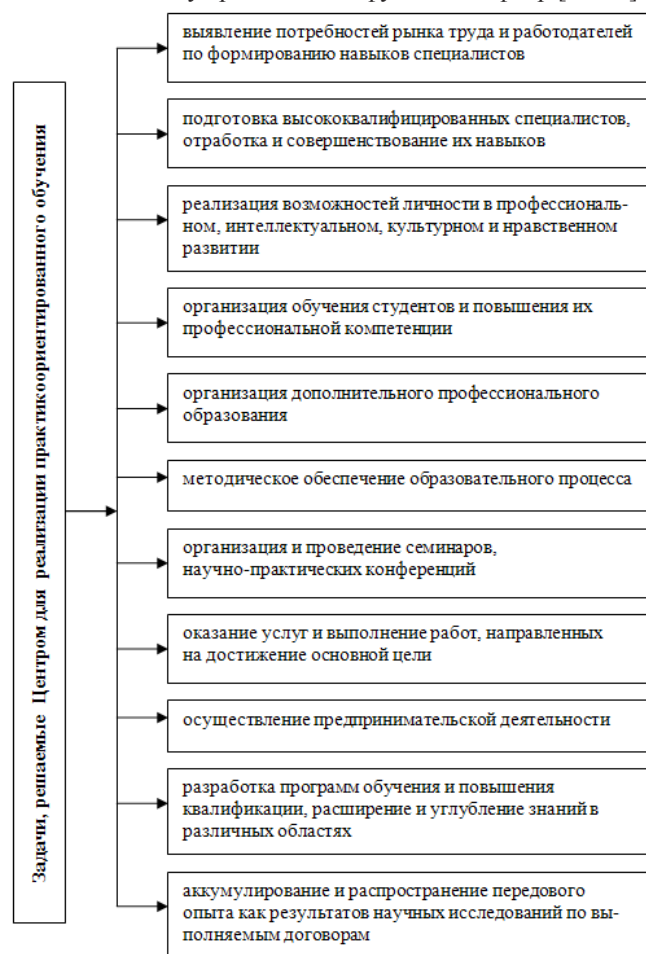 выявление потребностей рынка труда и работодателей
по формированию навыков специалистов
Задачи, решаемые Центром для реализации практикоориентированного обучения
подготовка высококвалифицированных специалистов,
отработка и совершенствование их навыков
реализация возможностей личности в профессиональ-
ном, интеллектуальном, культурном и нравственном
развитии
организация обучения студентов и повышения их
профессиональной компетенции
организация дополнительного профессионального
образования
методическое обеспечение образовательного процесса
организация и проведение семинаров,
научно-практических конференций
оказание услуг и выполнение работ, направленных
на достижение основной цели
осуществление предпринимательской деятельности
разработка программ обучения и повышения
квалификации, расширение и углубление знаний в
различных областях
аккумулирование и распространение передового
опыта как результатов научных исследований по вы-
полняемым договорам